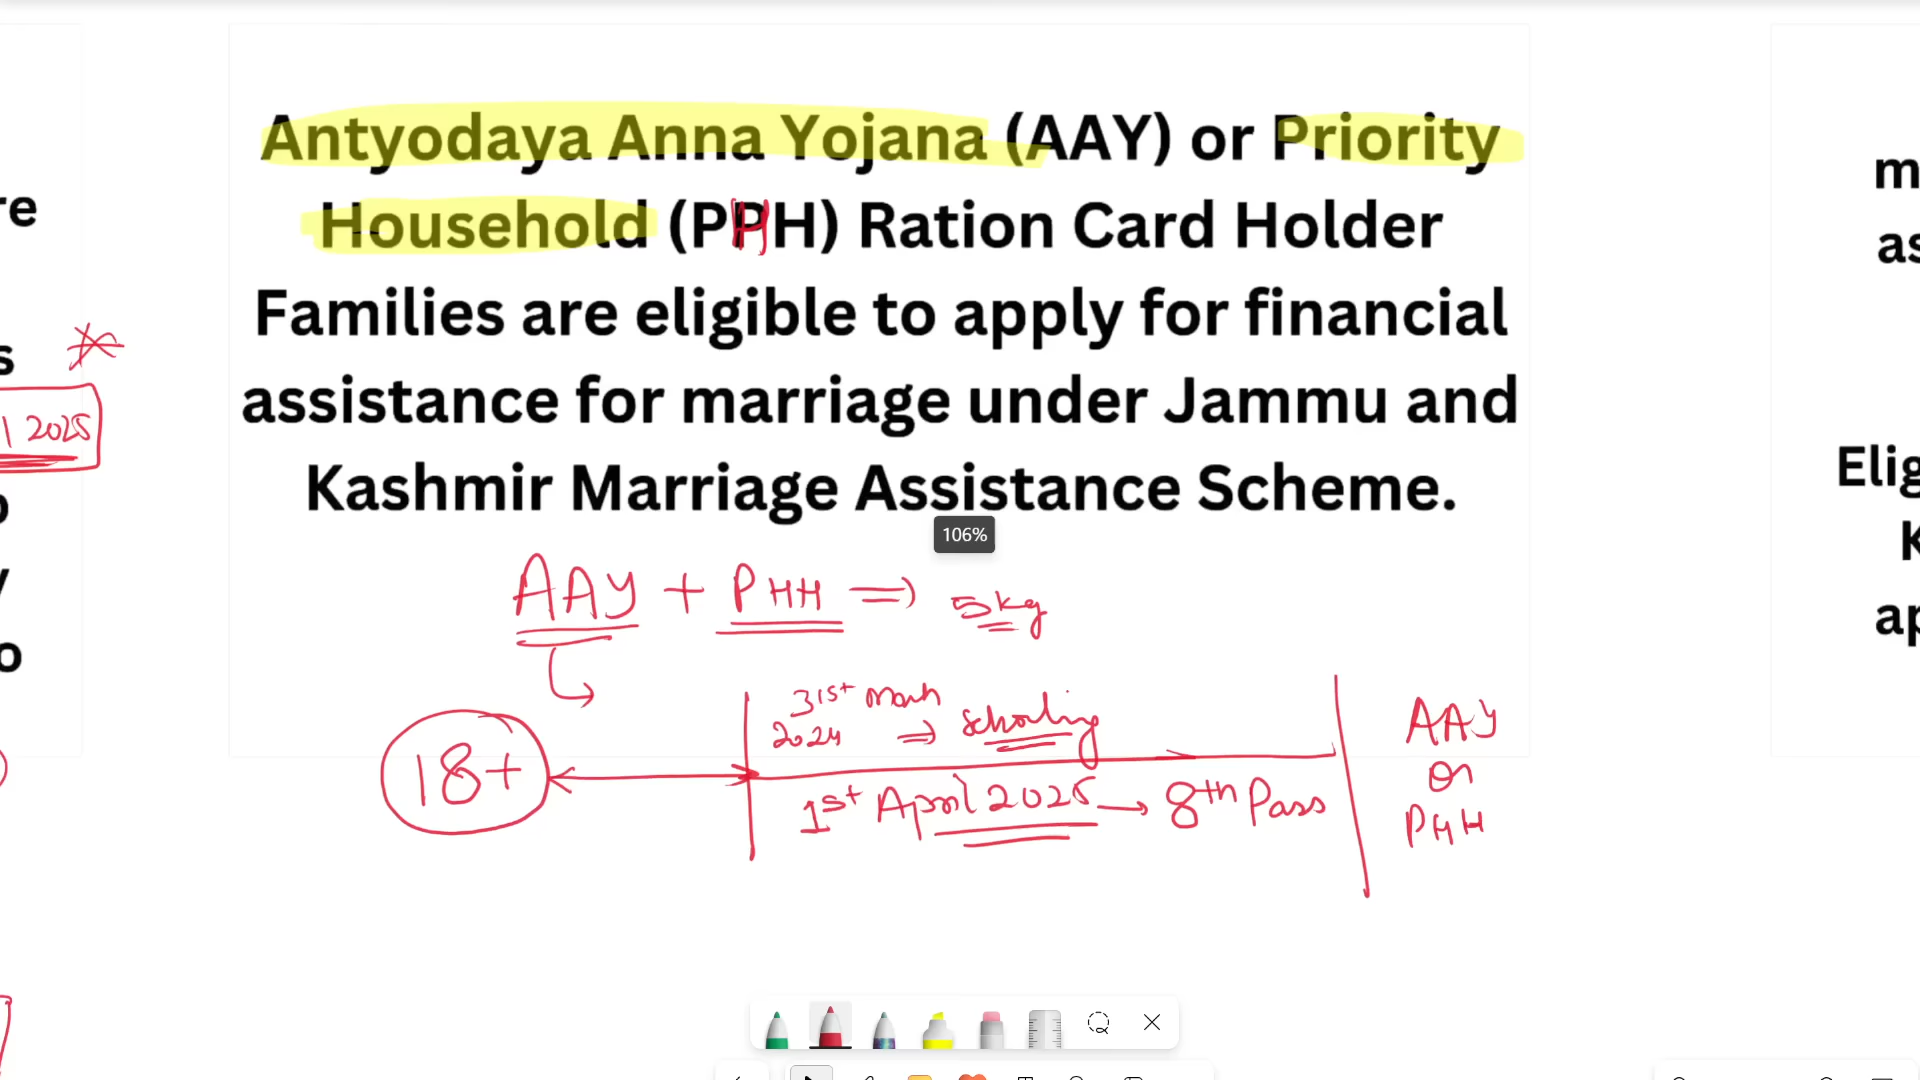 Antyodaya Anna Yojana (AAY) or Priority
Household (PHH) Ration Card Holder
Families are eligible to apply for financial
assistance for marriage under Jammu and
Kashmir Marriage Assistance Scheme.
106%
AAY + PHH ⇒ 5kg
31st March
2024 ⇒ Schooling
18+
1st April 2025 → 8th Pass
AAY
or
PHH
re
s
2025
o
m
as
Elig
K
ap